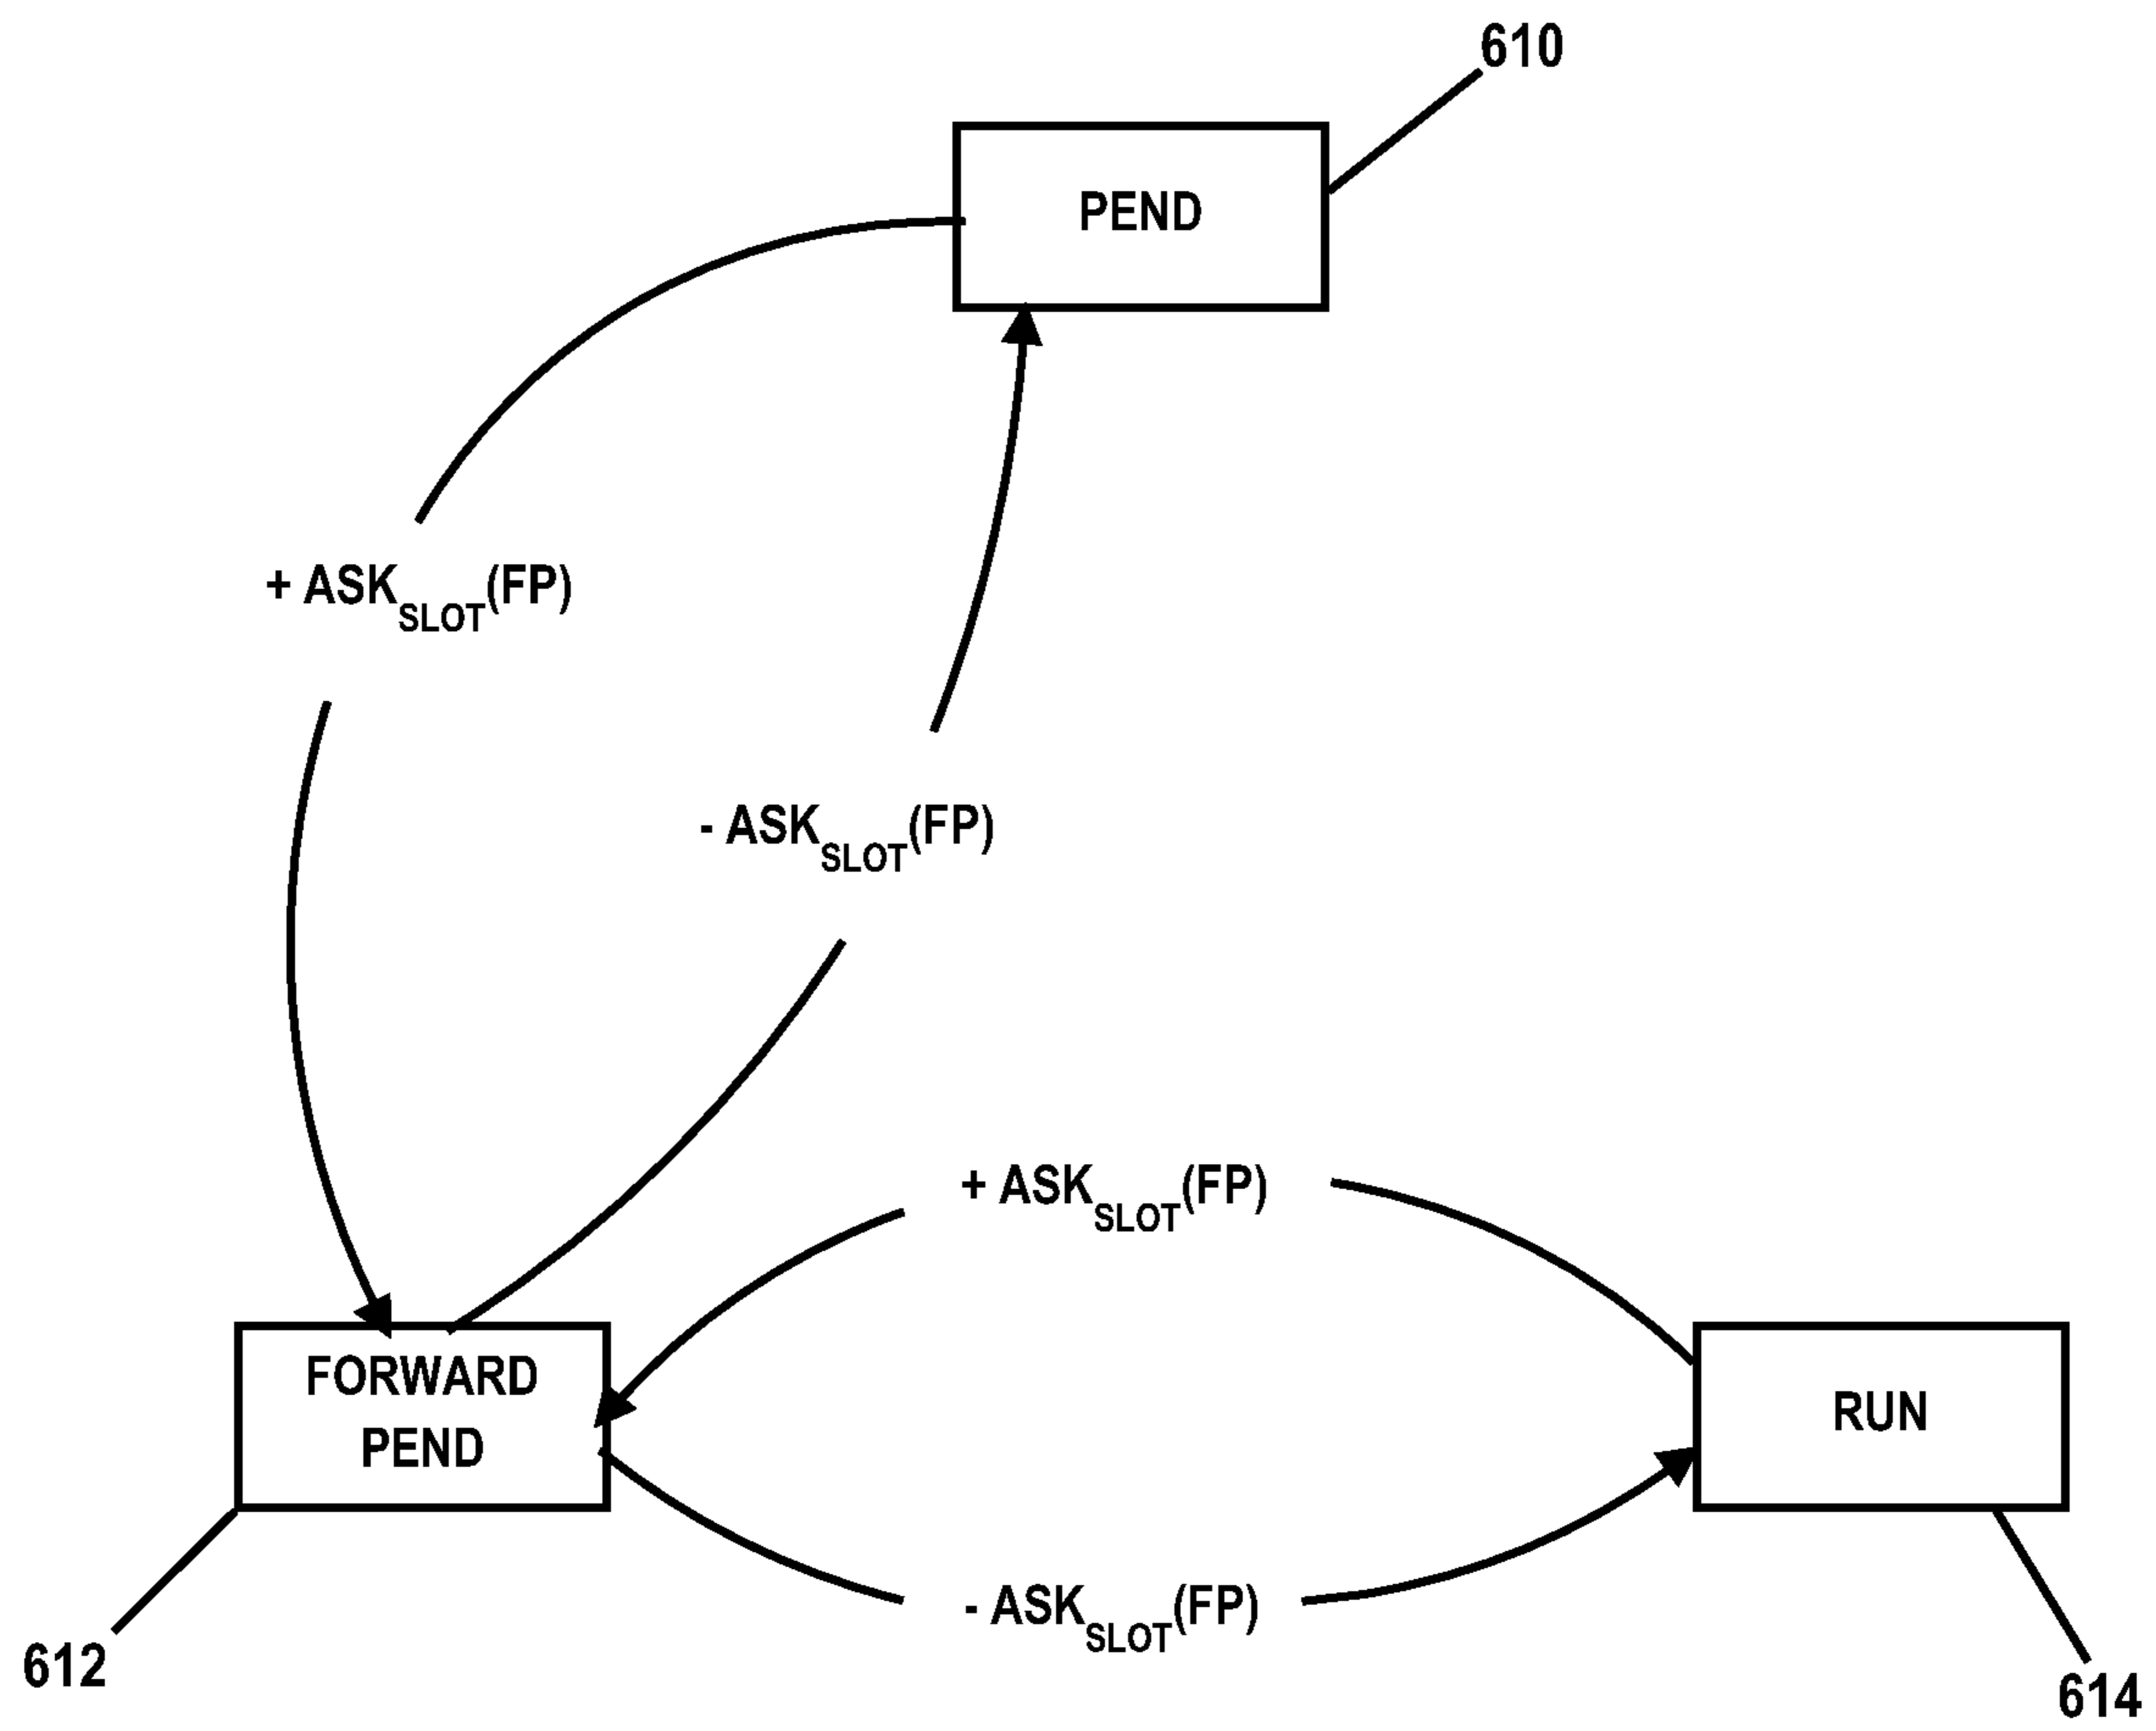 610
PEND
+ ASKSLOT(FP)
- ASKSLOT(FP)
+ ASKSLOT(FP)
FORWARD
PEND
RUN
- ASKSLOT(FP)
612
614